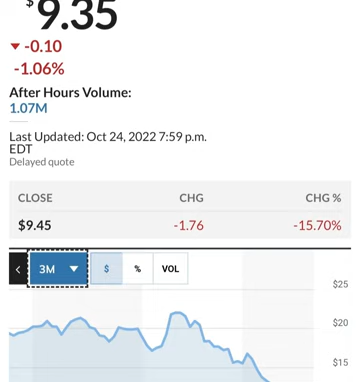 $9.35
▼ -0.10
-1.06%
After Hours Volume:
1.07M
Last Updated: Oct 24, 2022 7:59 p.m.
EDT
Delayed quote
CLOSE CHG CHG %
$9.45 -1.76 -15.70%
3M ▼ $ % VOL
$25
$20
$15